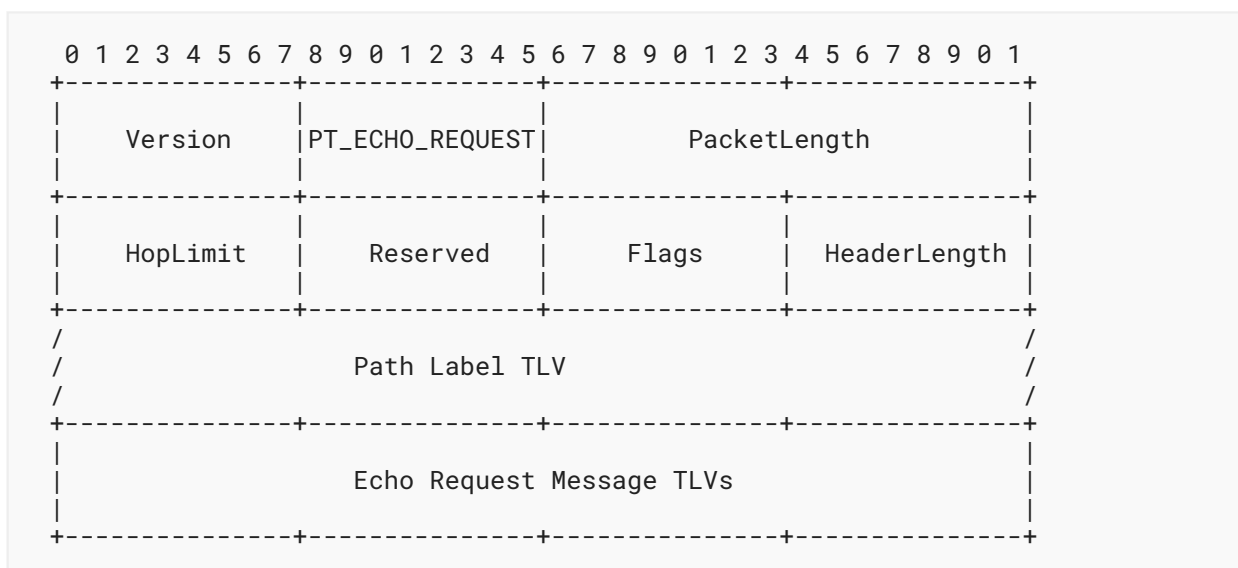 0 1 2 3 4 5 6 7 8 9 0 1 2 3 4 5 6 7 8 9 0 1 2 3 4 5 6 7 8 9 0 1
Version PT_ECHO_REQUEST PacketLength
HopLimit Reserved Flags HeaderLength
Path Label TLV
Echo Request Message TLVs